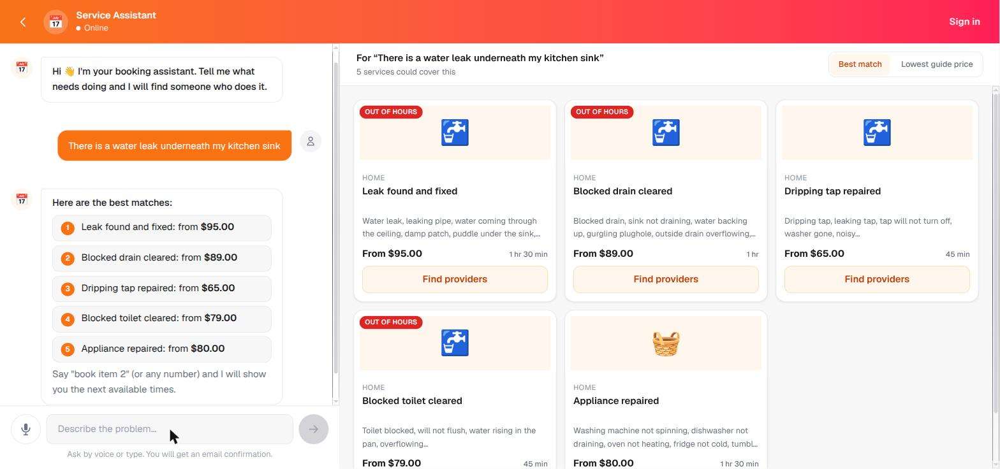 Service Assistant
Online
Sign in
Hi 👋 I'm your booking assistant. Tell me what
needs doing and I will find someone who does it.
There is a water leak underneath my kitchen sink
Here are the best matches:
1 Leak found and fixed: from $95.00
2 Blocked drain cleared: from $89.00
3 Dripping tap repaired: from $65.00
4 Blocked toilet cleared: from $79.00
5 Appliance repaired: from $80.00
Say "book item 2" (or any number) and I will show
you the next available times.
Describe the problem...
Ask by voice or type. You will get an email confirmation.
For “There is a water leak underneath my kitchen sink”
5 services could cover this
Best match
Lowest guide price
OUT OF HOURS
HOME
Leak found and fixed
Water leak, leaking pipe, water coming through
the ceiling, damp patch, puddle under the sink,...
From $95.00
1 hr 30 min
Find providers
OUT OF HOURS
HOME
Blocked drain cleared
Blocked drain, sink not draining, water backing
up, gurgling plughole, outside drain overflowing,...
From $89.00
1 hr
Find providers
HOME
Dripping tap repaired
Dripping tap, leaking tap, tap will not turn off,
washer gone, noisy...
From $65.00
45 min
Find providers
OUT OF HOURS
HOME
Blocked toilet cleared
Toilet blocked, will not flush, water rising in the
pan, overflowing...
From $79.00
45 min
HOME
Appliance repaired
Washing machine not spinning, dishwasher not
draining, oven not heating, fridge not cold, tumbl...
From $80.00
1 hr 30 min